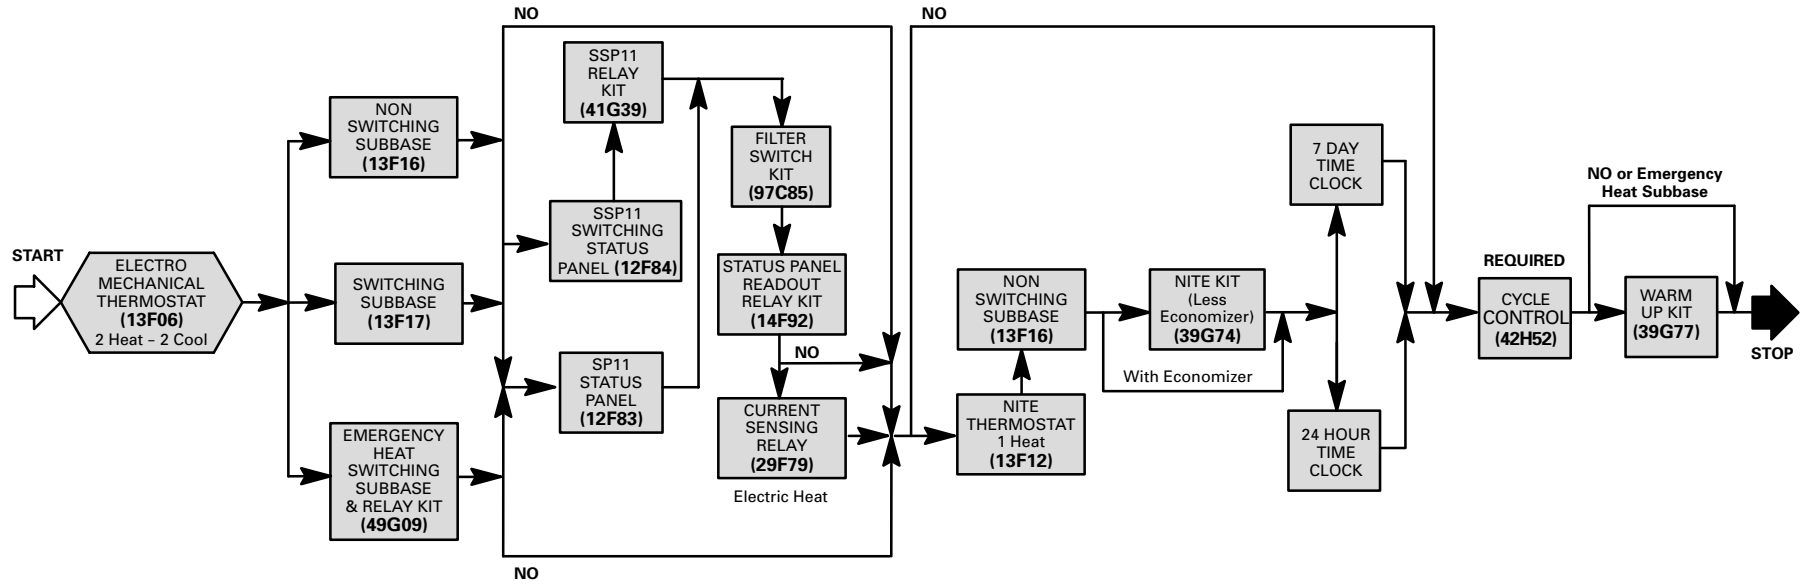 START
ELECTRO
MECHANICAL
THERMOSTAT
(13F06)
2 Heat – 2 Cool
NON
SWITCHING
SUBBASE
(13F16)
SWITCHING
SUBBASE
(13F17)
EMERGENCY
HEAT
SWITCHING
SUBBASE
& RELAY KIT
(49G09)
NO
SSP11
RELAY
KIT
(41G39)
SSP11
SWITCHING
STATUS
PANEL (12F84)
SP11
STATUS
PANEL
(12F83)
FILTER
SWITCH
KIT
(97C85)
STATUS PANEL
READOUT
RELAY KIT
(14F92)
NO
CURRENT
SENSING
RELAY
(29F79)
Electric Heat
NO
NO
NON
SWITCHING
SUBBASE
(13F16)
NITE
THERMOSTAT
1 Heat
(13F12)
NITE KIT
(Less
Economizer)
(39G74)
With Economizer
7 DAY
TIME
CLOCK
24 HOUR
TIME
CLOCK
REQUIRED
CYCLE
CONTROL
(42H52)
NO or Emergency
Heat Subbase
WARM
UP KIT
(39G77)
STOP